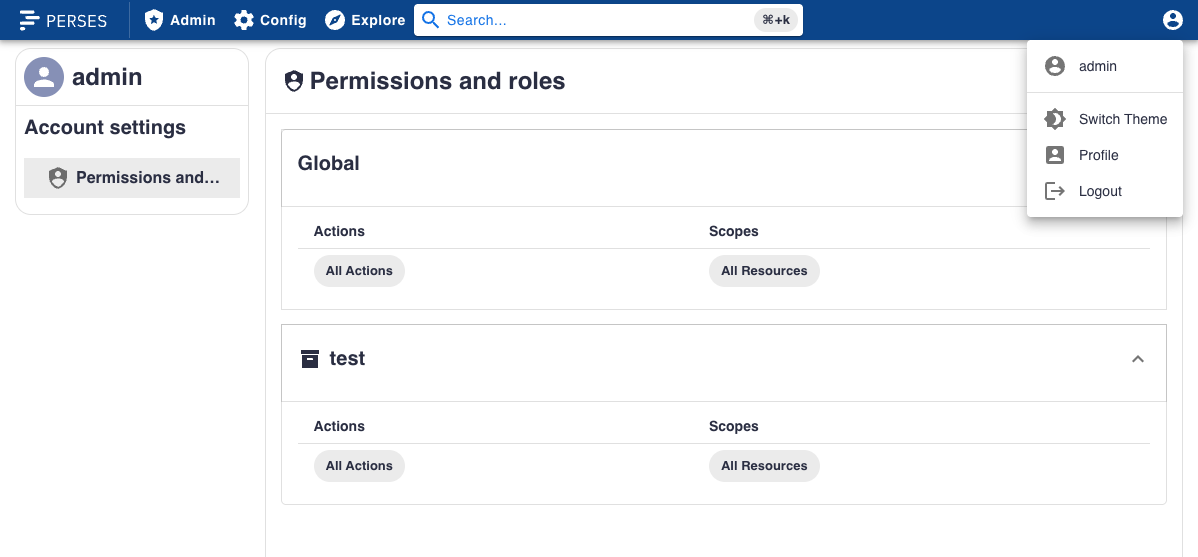 PERSES
Admin
Config
Explore
Search...
⌘+k
admin
Account settings
Permissions and...
Permissions and roles
Global
Actions
Scopes
All Actions
All Resources
test
Actions
Scopes
All Actions
All Resources
admin
Switch Theme
Profile
Logout